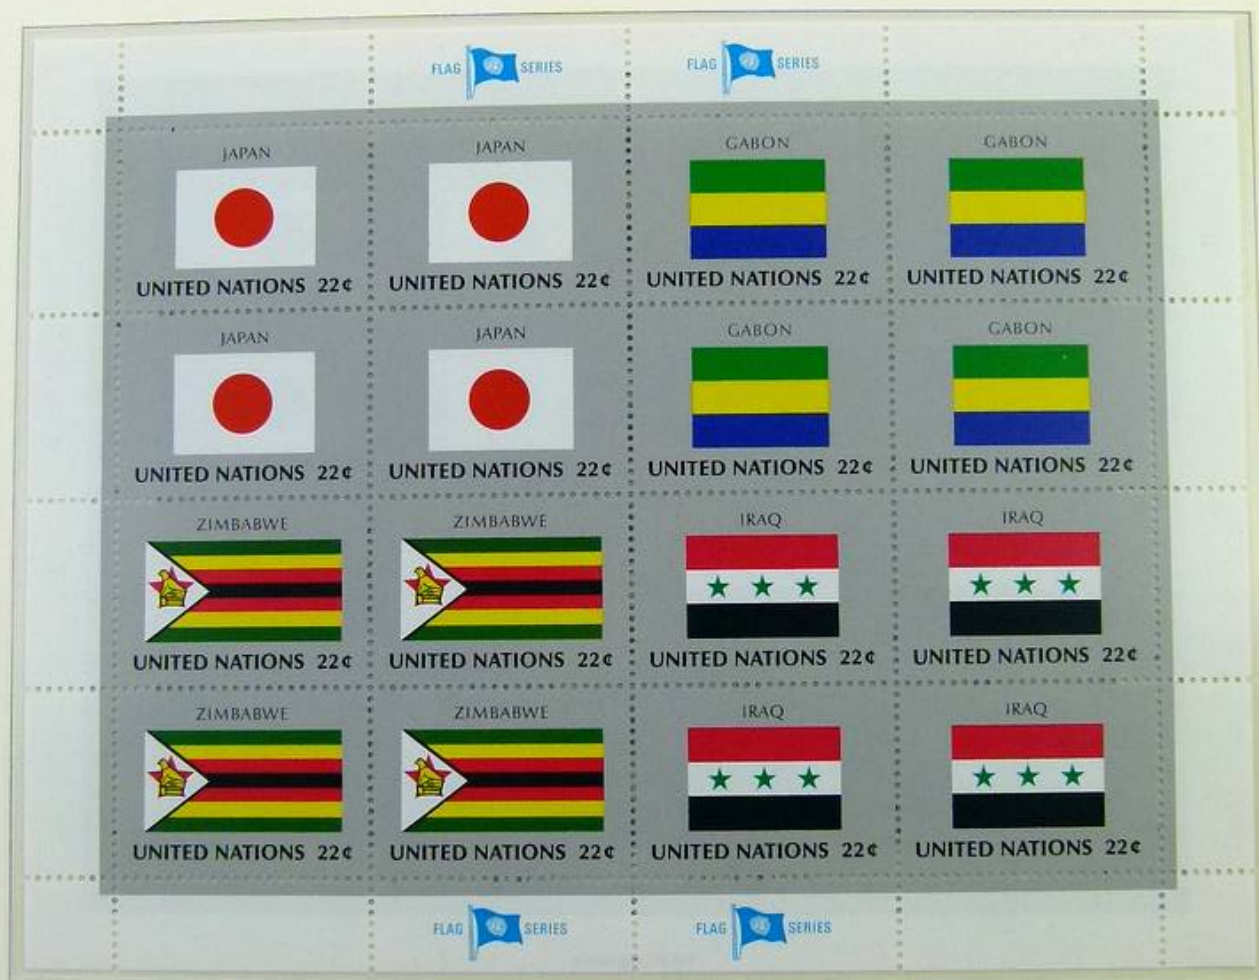 FLAG SERIES FLAG SERIES
JAPAN JAPAN GABON GABON
UNITED NATIONS 22¢ UNITED NATIONS 22¢ UNITED NATIONS 22¢ UNITED NATIONS 22¢
JAPAN JAPAN GABON GABON
UNITED NATIONS 22¢ UNITED NATIONS 22¢ UNITED NATIONS 22¢ UNITED NATIONS 22¢
ZIMBABWE ZIMBABWE IRAQ IRAQ
UNITED NATIONS 22¢ UNITED NATIONS 22¢ UNITED NATIONS 22¢ UNITED NATIONS 22¢
ZIMBABWE ZIMBABWE IRAQ IRAQ
UNITED NATIONS 22¢ UNITED NATIONS 22¢ UNITED NATIONS 22¢ UNITED NATIONS 22¢
FLAG SERIES FLAG SERIES